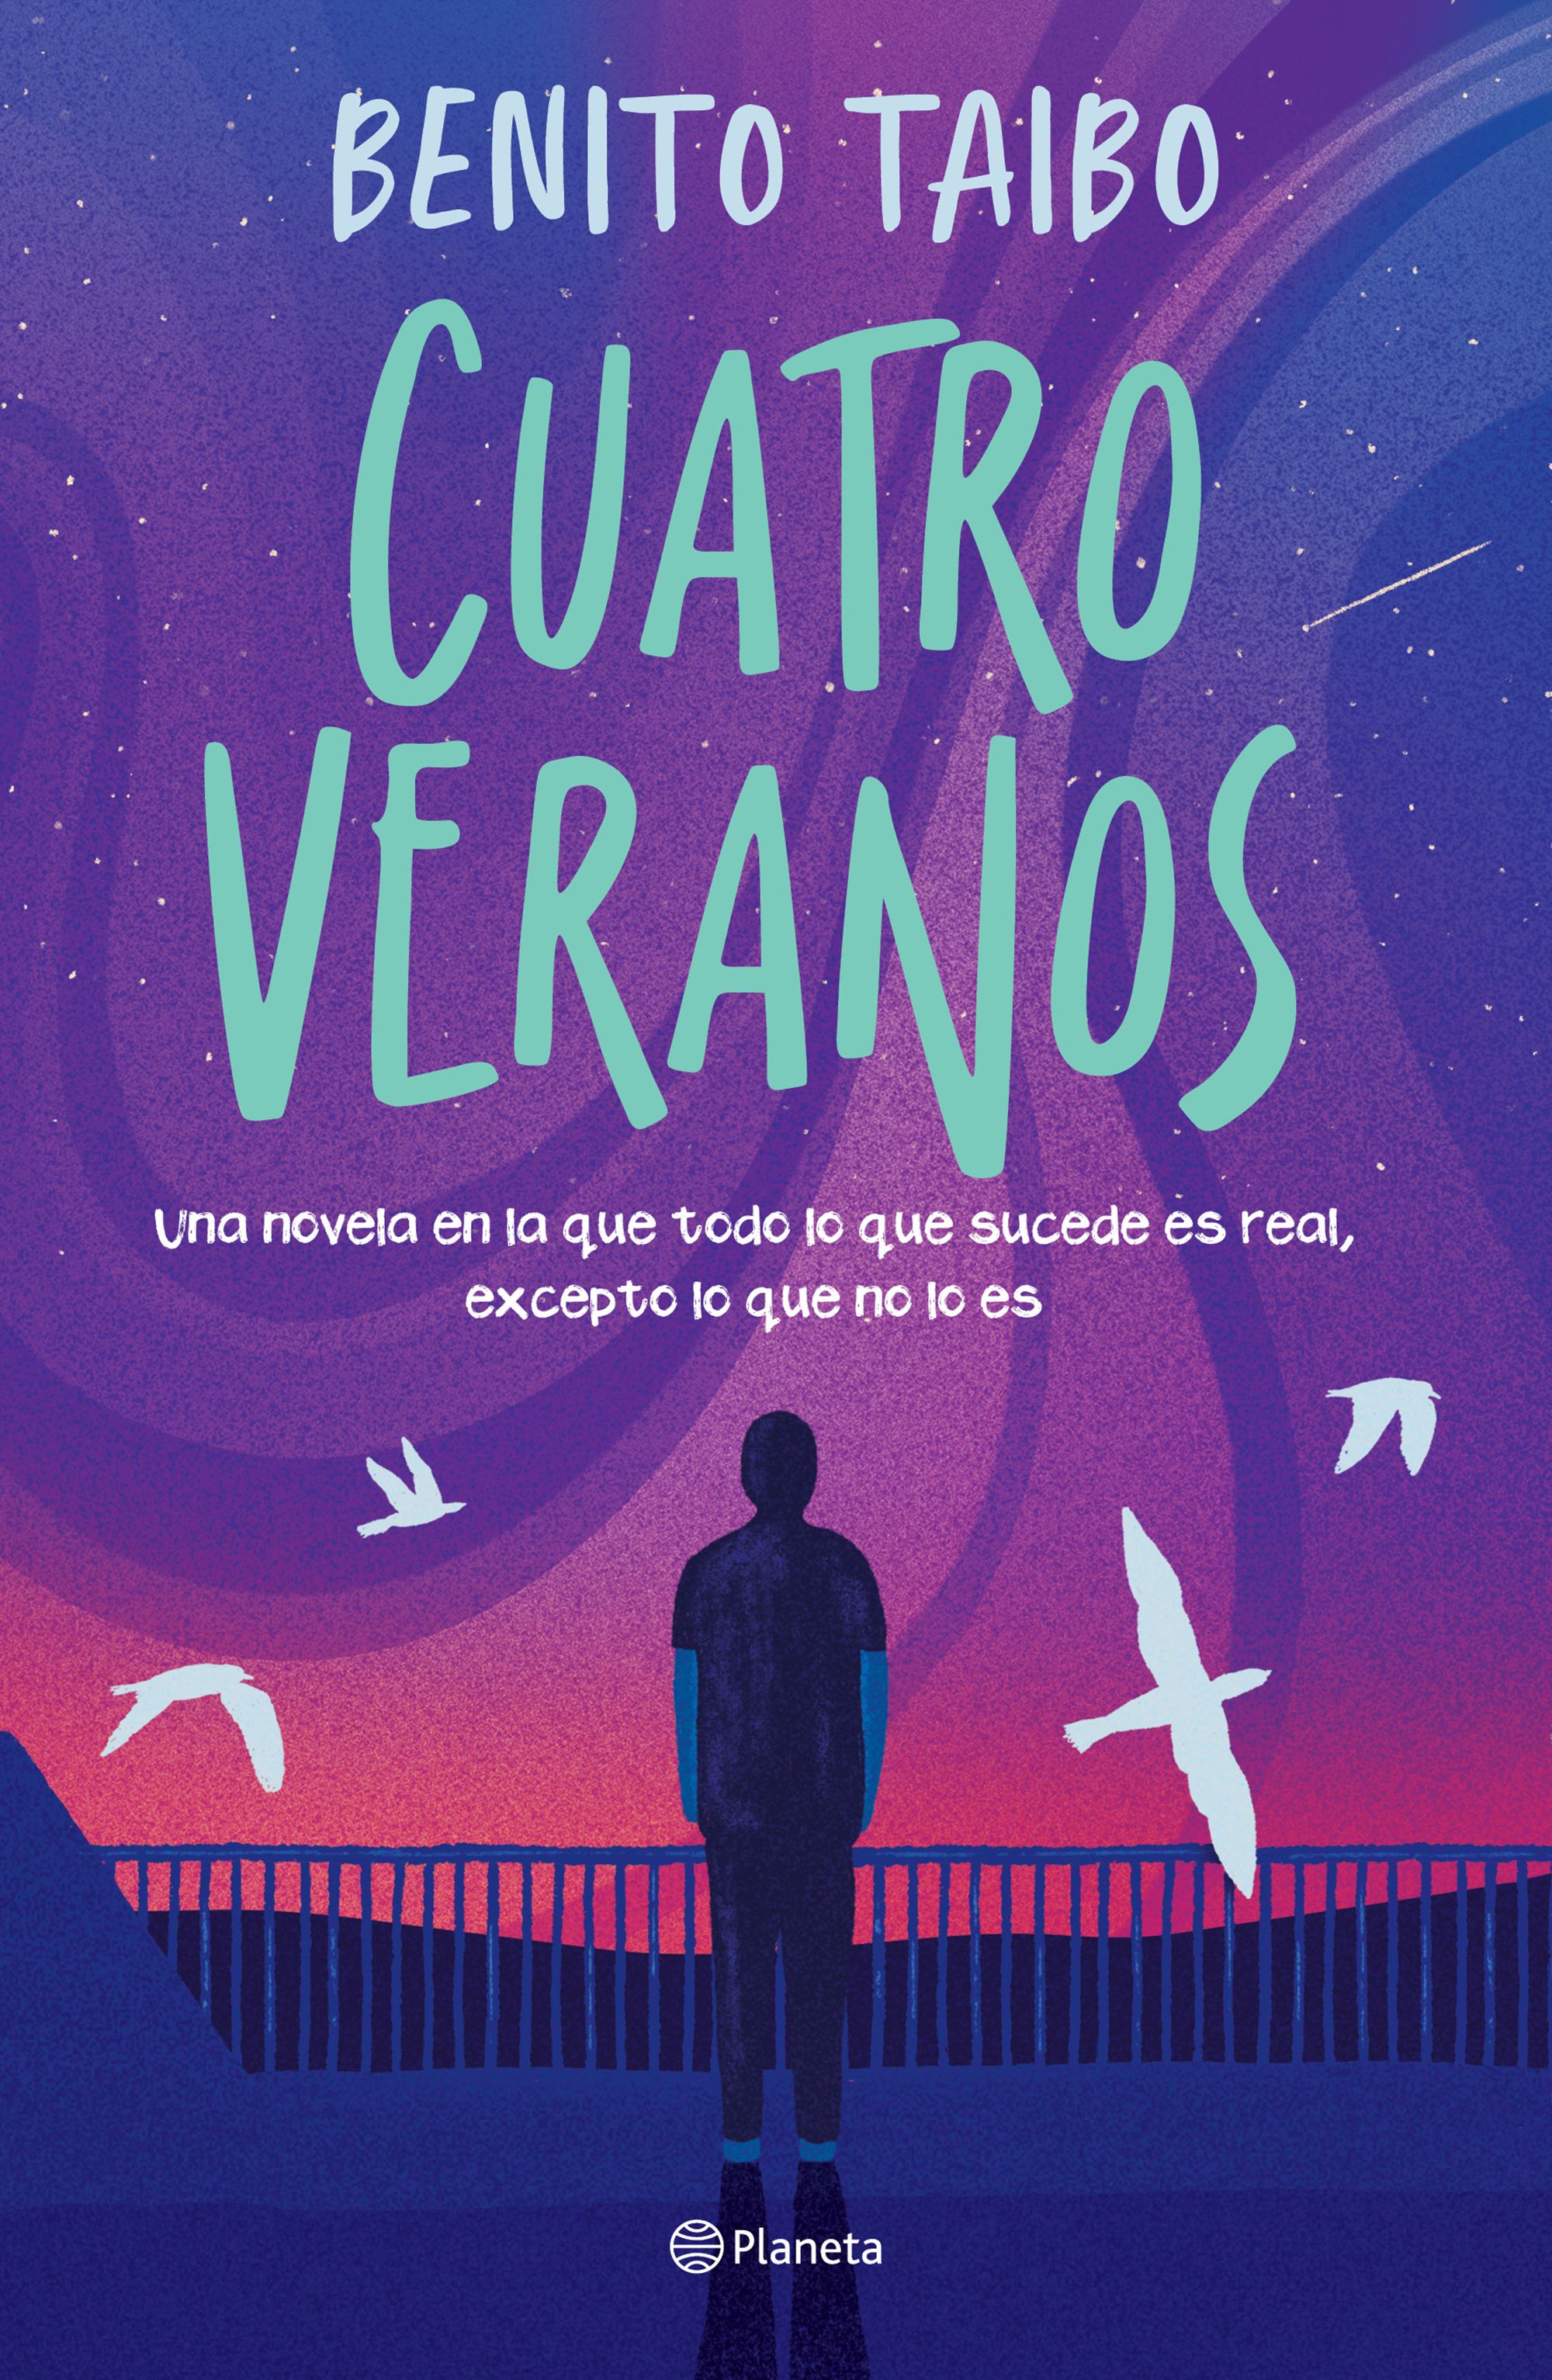 BENITO TAIBO
CUATRO
VERANOS
Una novela en la que todo lo que sucede es real,
excepto lo que no lo es
Planeta